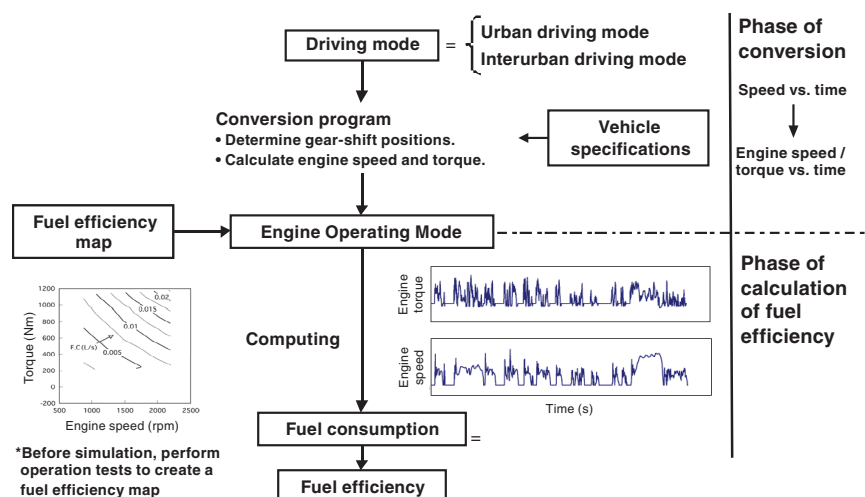 Driving mode
=
Urban driving mode
Interurban driving mode
Phase of
conversion
Speed vs. time
Engine speed /
torque vs. time
Conversion program
• Determine gear-shift positions.
• Calculate engine speed and torque.
Vehicle
specifications
Fuel efficiency
map
Engine Operating Mode
Phase of
calculation
of fuel
efficiency
Torque (Nm)
1200
1000
800
600
400
200
0
-200
500
1000
1500
2000
2500
Engine speed (rpm)
0.02
0.015
0.01
F.C(L/s)
0.005
Computing
Engine
torque
Engine
speed
Time (s)
Fuel consumption
=
Fuel efficiency
*Before simulation, perform
operation tests to create a
fuel efficiency map